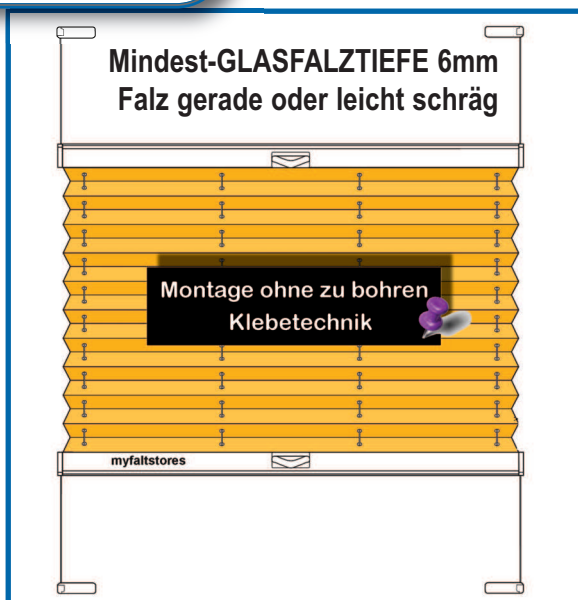 Mindest-GLASFALZTIEFE 6mm
Falz gerade oder leicht schräg
Montage ohne zu bohren
Klebetechnik
myfaltstores